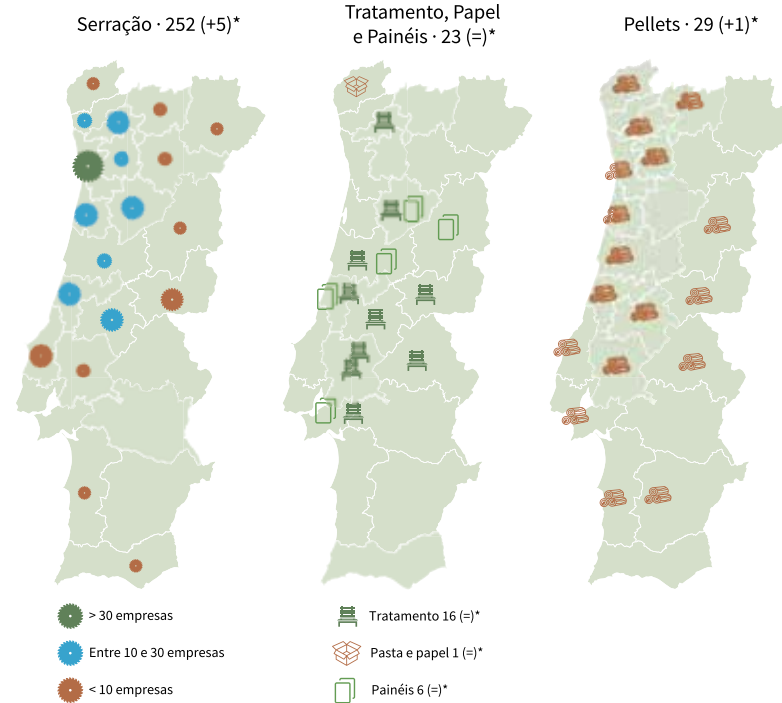 Serração · 252 (+5)*
Tratamento, Papel
e Painéis · 23 (=)*
Pellets · 29 (+1)*
> 30 empresas
Entre 10 e 30 empresas
< 10 empresas
Tratamento 16 (=)*
Pasta e papel 1 (=)*
Painéis 6 (=)*